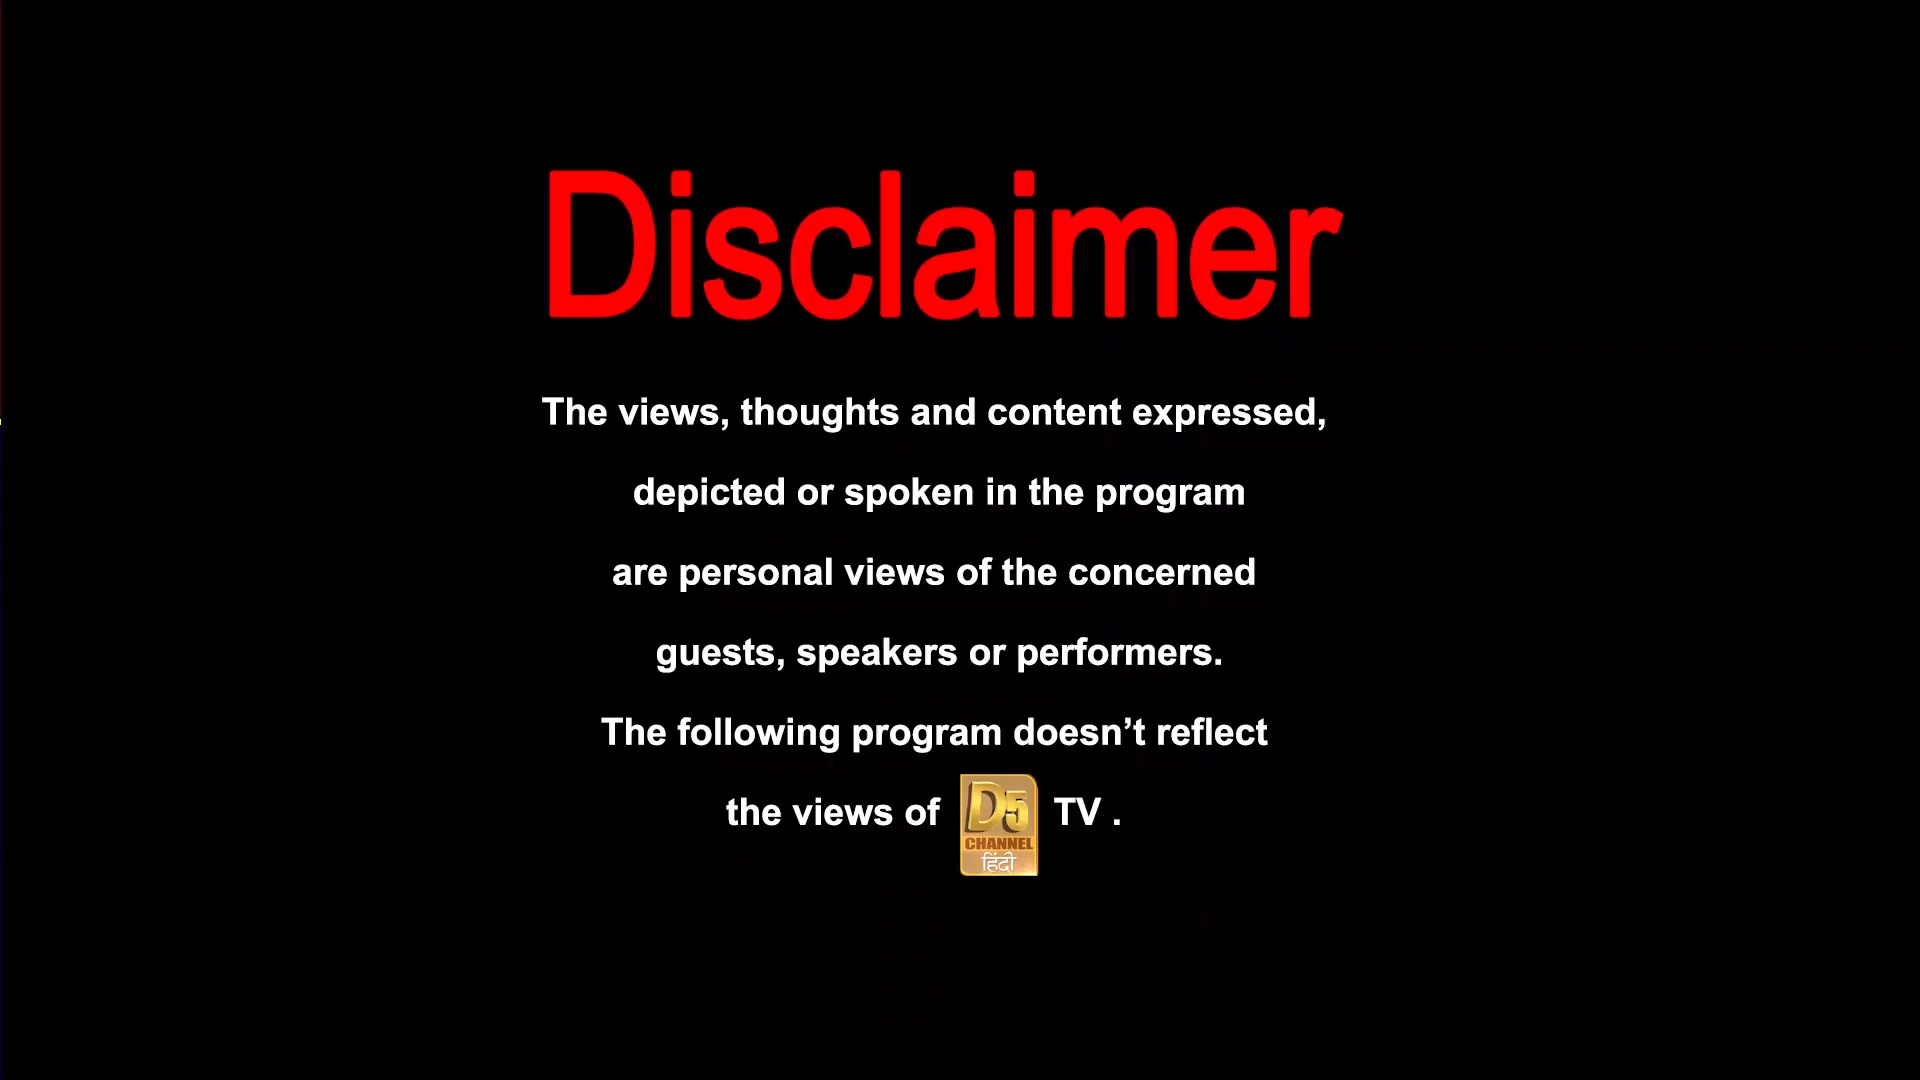 Disclaimer
The views, thoughts and content expressed,
depicted or spoken in the program
are personal views of the concerned
guests, speakers or performers.
The following program doesn’t reflect
the views of D5 CHANNEL हिंदी TV .